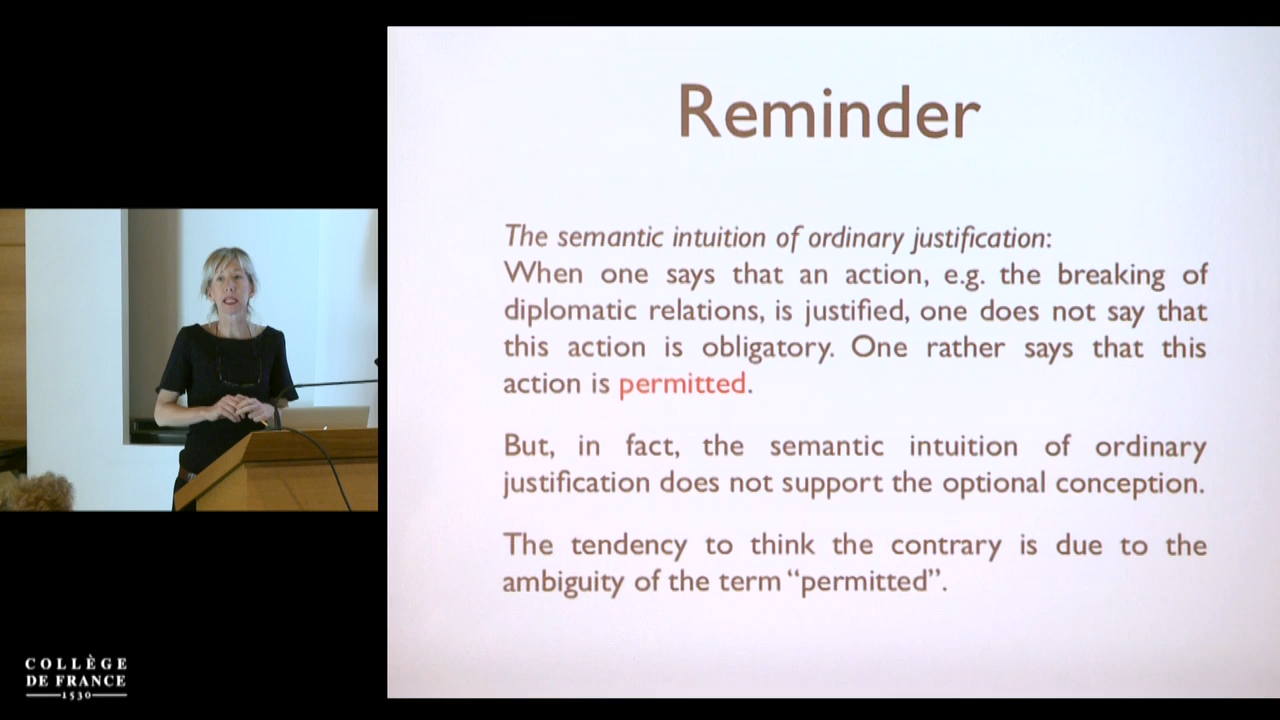 Reminder
The semantic intuition of ordinary justification:
When one says that an action, e.g. the breaking of
diplomatic relations, is justified, one does not say that
this action is obligatory. One rather says that this
action is permitted.
But, in fact, the semantic intuition of ordinary
justification does not support the optional conception.
The tendency to think the contrary is due to the
ambiguity of the term “permitted”.
COLLÈGE
DE FRANCE
1530